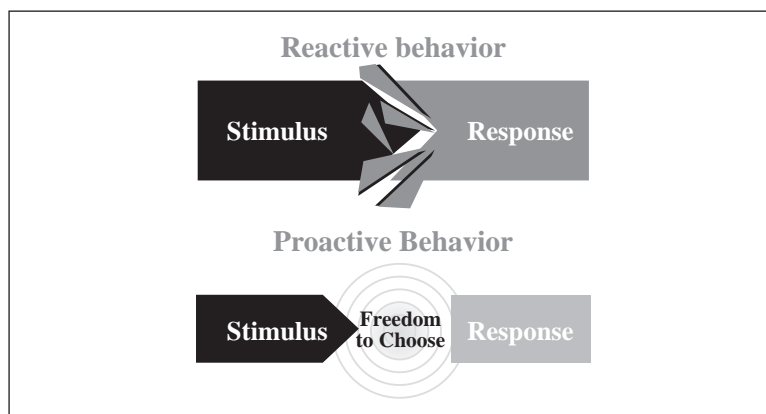 Reactive behavior
Stimulus Response
Proactive Behavior
Stimulus Freedom to Choose Response